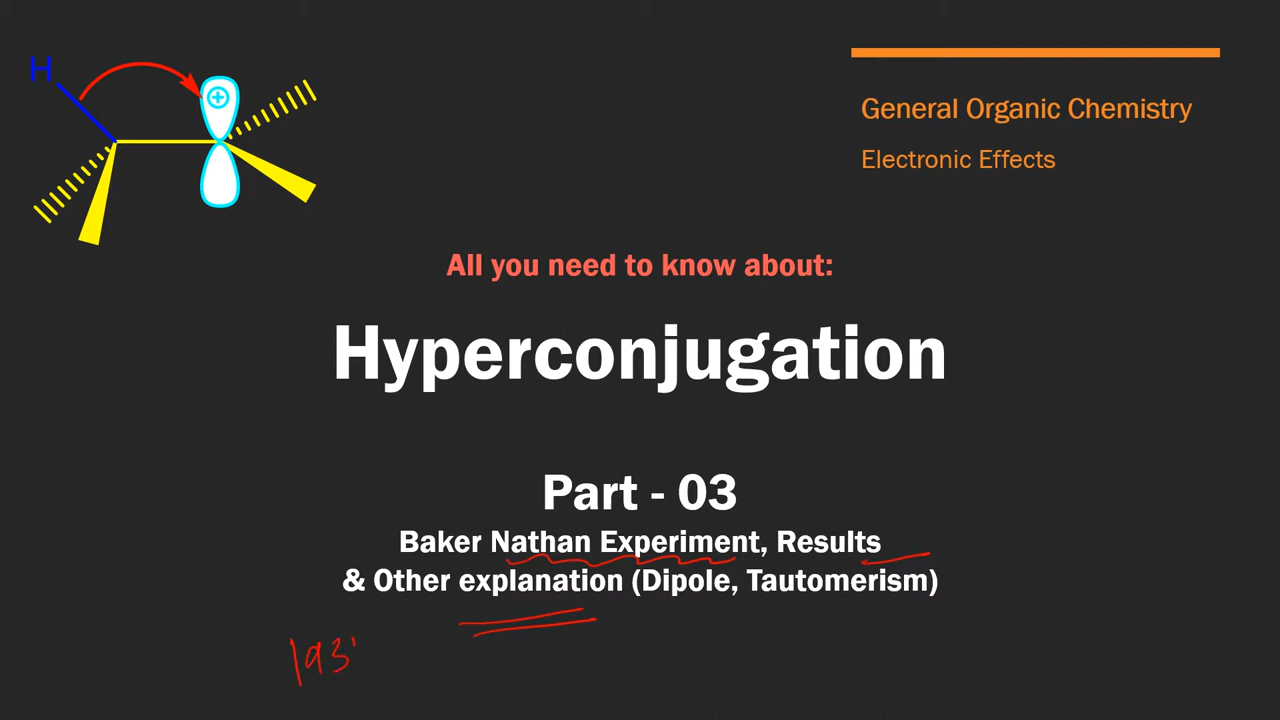 H
+
General Organic Chemistry
Electronic Effects
All you need to know about:
Hyperconjugation
Part - 03
Baker Nathan Experiment, Results
& Other explanation (Dipole, Tautomerism)
193